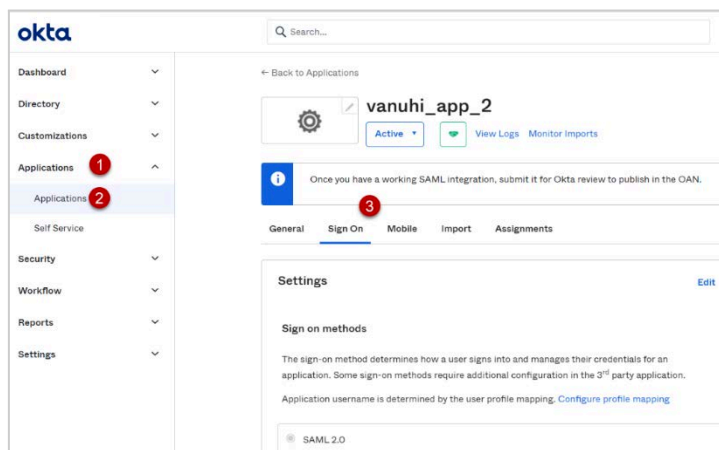 okta
Search...
Dashboard
Directory
Customizations
Applications 1
Applications 2
Self Service
Security
Workflow
Reports
Settings
← Back to Applications
vanuhi_app_2
Active View Logs Monitor Imports
Once you have a working SAML integration, submit it for Okta review to publish in the OAN.
3
General Sign On Mobile Import Assignments
Settings Edit
Sign on methods
The sign-on method determines how a user signs into and manages their credentials for an
application. Some sign-on methods require additional configuration in the 3rd party application.
Application username is determined by the user profile mapping. Configure profile mapping
SAML 2.0